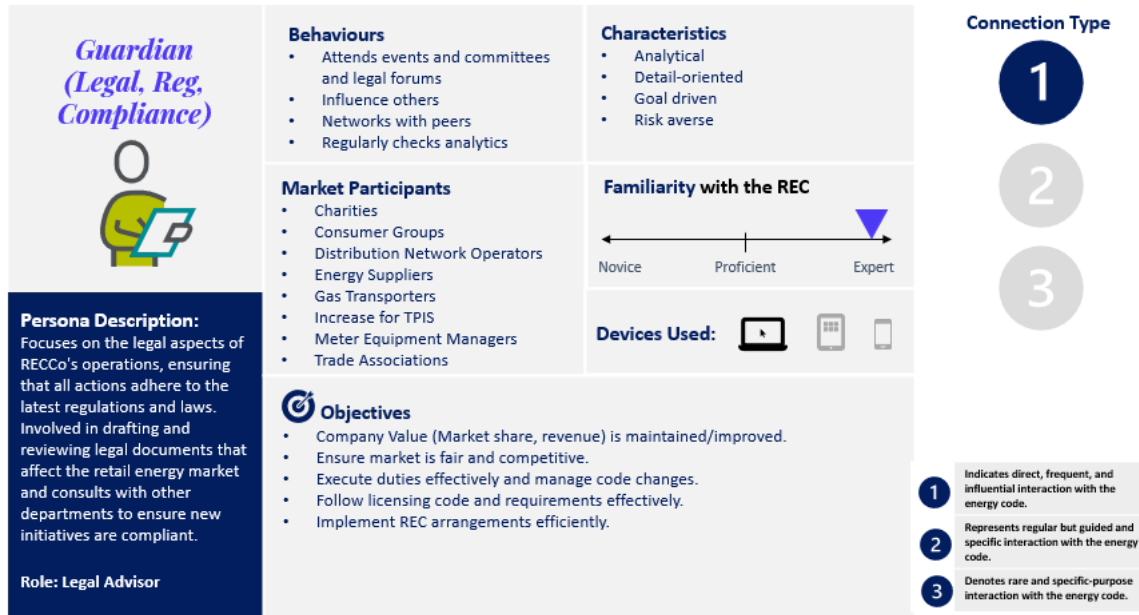 Guardian
(Legal, Reg,
Compliance)
Persona Description:
Focuses on the legal aspects of
RECCo's operations, ensuring
that all actions adhere to the
latest regulations and laws.
Involved in drafting and
reviewing legal documents that
affect the retail energy market
and consults with other
departments to ensure new
initiatives are compliant.
Role: Legal Advisor
Behaviours
• Attends events and committees
and legal forums
• Influence others
• Networks with peers
• Regularly checks analytics
Characteristics
• Analytical
• Detail-oriented
• Goal driven
• Risk averse
Market Participants
• Charities
• Consumer Groups
• Distribution Network Operators
• Energy Suppliers
• Gas Transporters
• Increase for TPIS
• Meter Equipment Managers
• Trade Associations
Familiarity with the REC
Novice Proficient Expert
Devices Used:
Objectives
• Company Value (Market share, revenue) is maintained/improved.
• Ensure market is fair and competitive.
• Execute duties effectively and manage code changes.
• Follow licensing code and requirements effectively.
• Implement REC arrangements efficiently.
Connection Type
1
2
3
1 Indicates direct, frequent, and
influential interaction with the
energy code.
2 Represents regular but guided and
specific interaction with the energy
code.
3 Denotes rare and specific-purpose
interaction with the energy code.